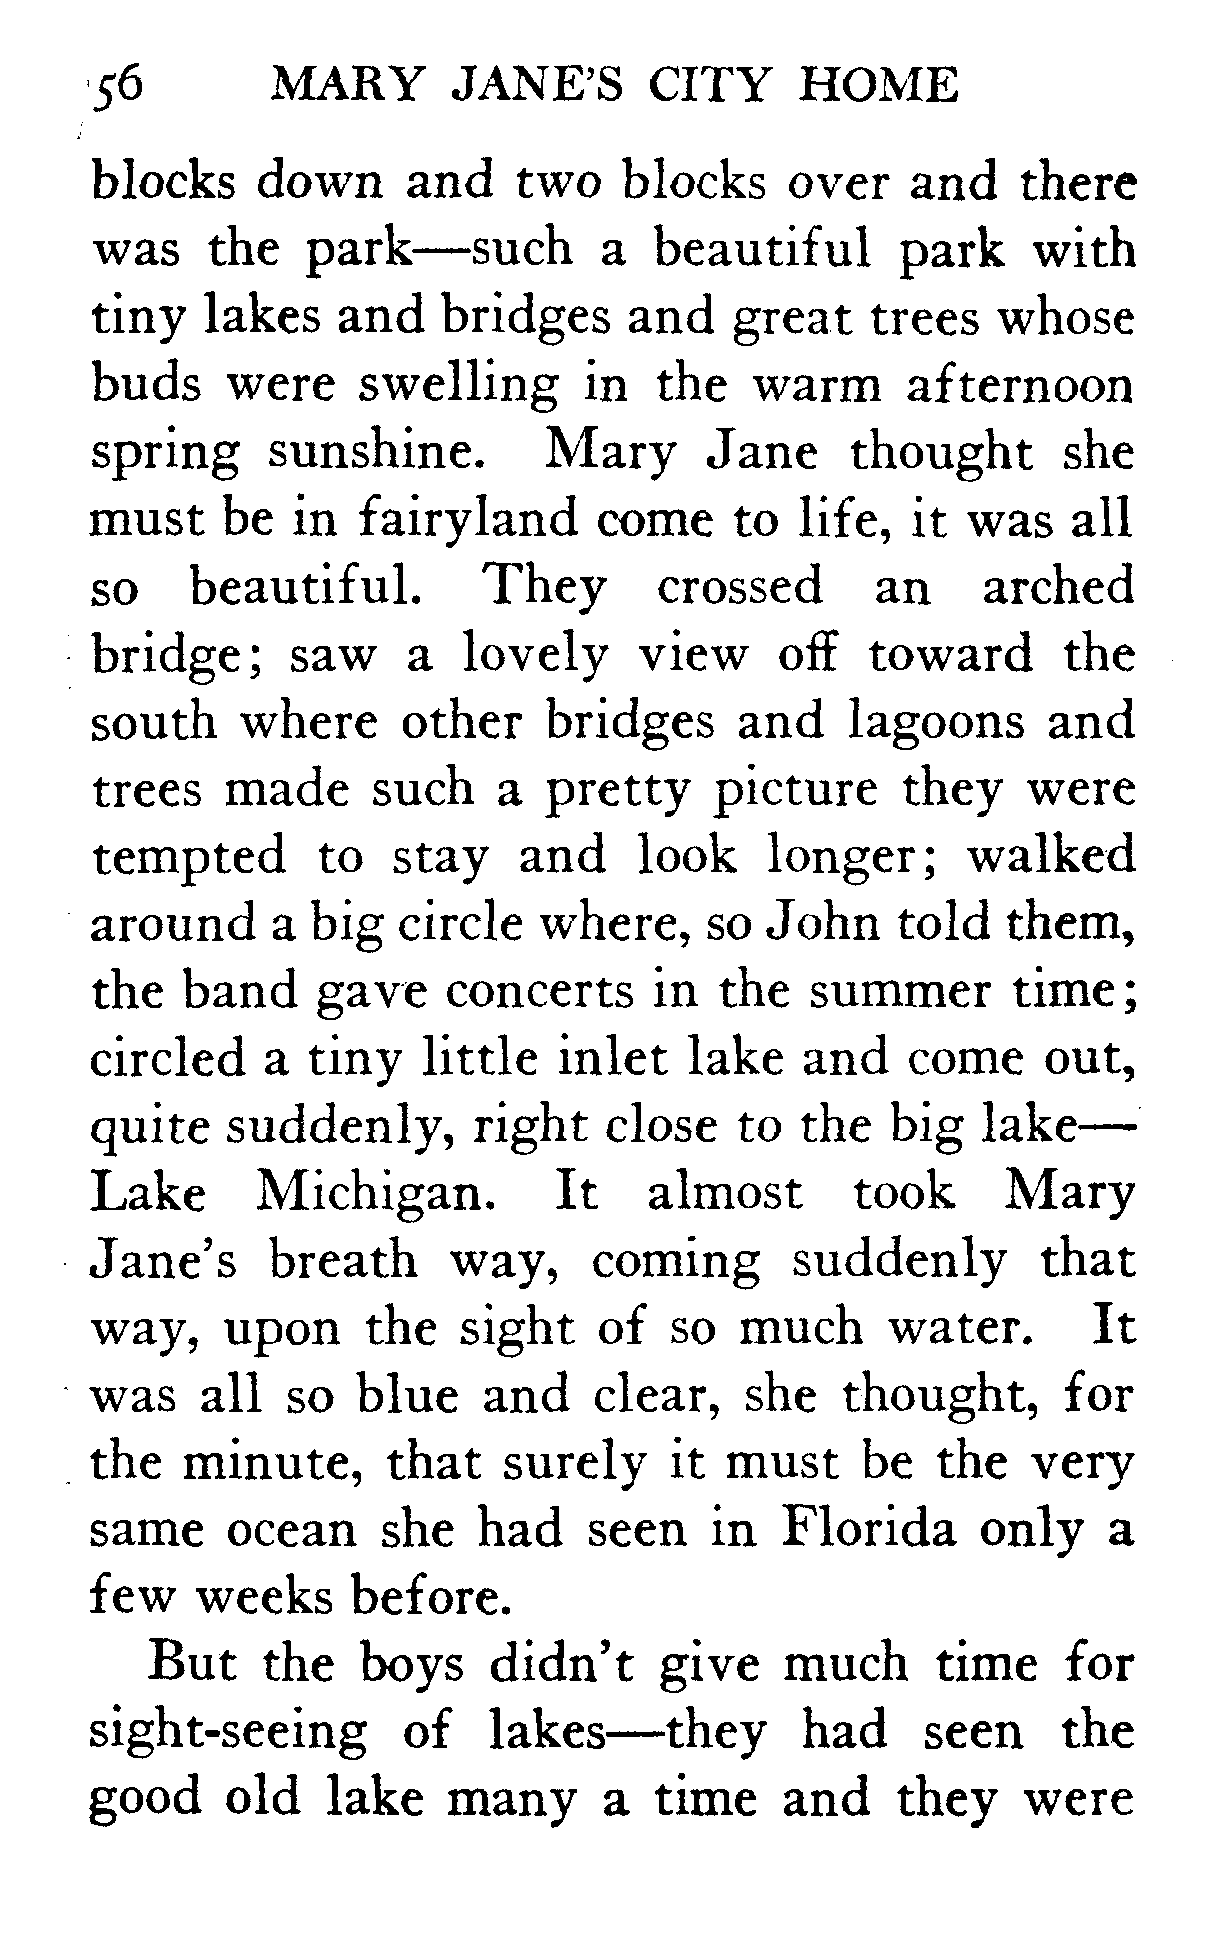 56 MARY JANE'S CITY HOME
blocks down and two blocks over and there
was the park—such a beautiful park with
tiny lakes and bridges and great trees whose
buds were swelling in the warm afternoon
spring sunshine. Mary Jane thought she
must be in fairyland come to life, it was all
so beautiful. They crossed an arched
bridge; saw a lovely view off toward the
south where other bridges and lagoons and
trees made such a pretty picture they were
tempted to stay and look longer; walked
around a big circle where, so John told them,
the band gave concerts in the summer time;
circled a tiny little inlet lake and come out,
quite suddenly, right close to the big lake—
Lake Michigan. It almost took Mary
Jane's breath way, coming suddenly that
way, upon the sight of so much water. It
was all so blue and clear, she thought, for
the minute, that surely it must be the very
same ocean she had seen in Florida only a
few weeks before.
But the boys didn't give much time for
sight-seeing of lakes—they had seen the
good old lake many a time and they were